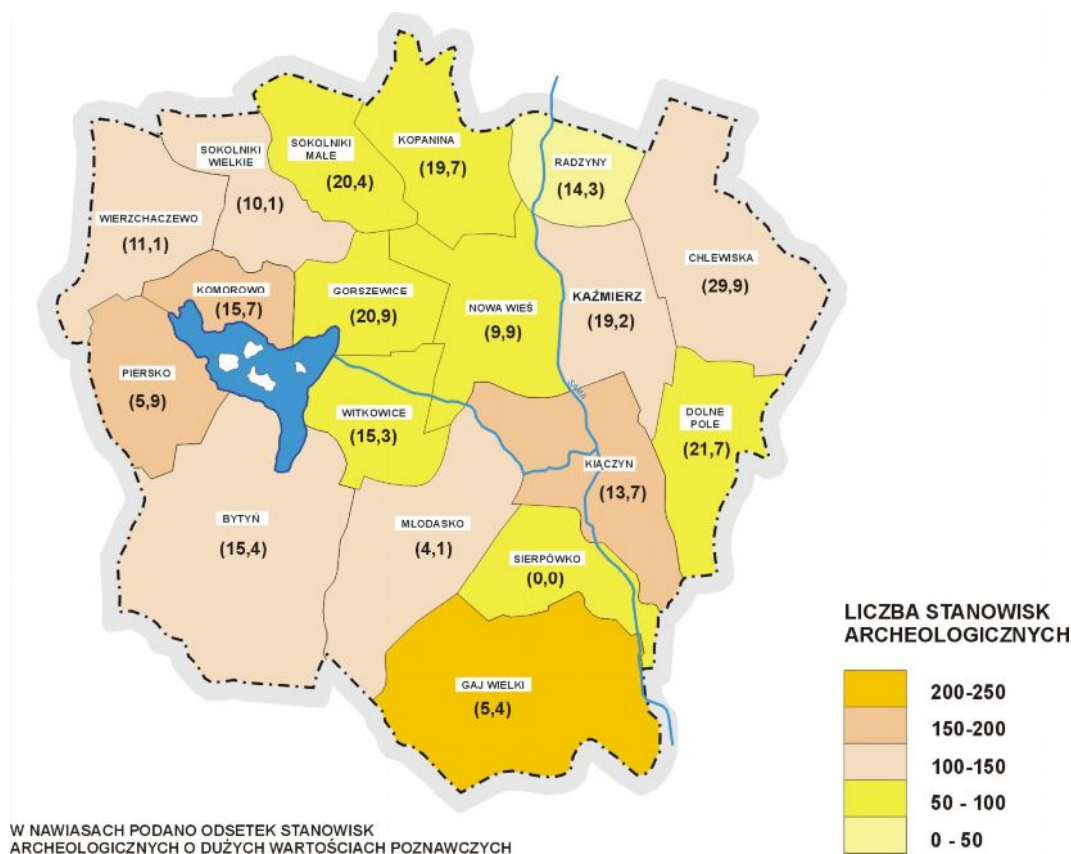 KOPANINA
(19,7)
SOKOLNIKI
MAŁE
(20,4)
SOKOLNIKI
WIELKIE
(10,1)
RADZYNY
(14,3)
WIERZCHACZEWO
(11,1)
CHLEWISKA
(29,9)
KOMOROWO
(15,7)
GORSZEWICE
(20,9)
NOWA WIEŚ
(9,9)
KAŹMIERZ
(19,2)
PIERSKO
(5,9)
SAMA
WITKOWICE
(15,3)
DOLNE
POLE
(21,7)
KIĄCZYN
(13,7)
BYTYŃ
(15,4)
MŁODASKO
(4,1)
SIERPÓWKO
(0,0)
GAJ WIELKI
(5,4)
LICZBA STANOWISK
ARCHEOLOGICZNYCH
200-250
150-200
100-150
50 - 100
0 - 50
W NAWIASACH PODANO ODSETEK STANOWISK
ARCHEOLOGICZNYCH O DUŻYCH WARTOŚCIACH POZNAWCZYCH